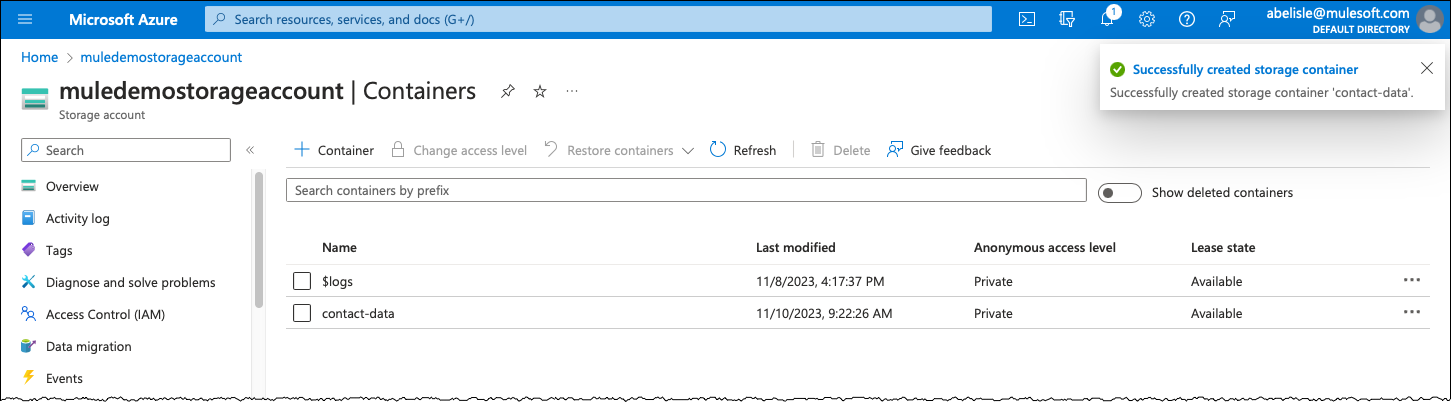 Microsoft Azure
Search resources, services, and docs (G+/)
1
abelisle@mulesoft.com
DEFAULT DIRECTORY
Home > muledemostorageaccount
Successfully created storage container
Successfully created storage container 'contact-data'.
muledemostorageaccount | Containers
Storage account
Search
Container Change access level Restore containers Refresh Delete Give feedback
Overview
Activity log
Tags
Diagnose and solve problems
Access Control (IAM)
Data migration
Events
Search containers by prefix
Show deleted containers
Name Last modified Anonymous access level Lease state
$logs 11/8/2023, 4:17:37 PM Private Available
contact-data 11/10/2023, 9:22:26 AM Private Available